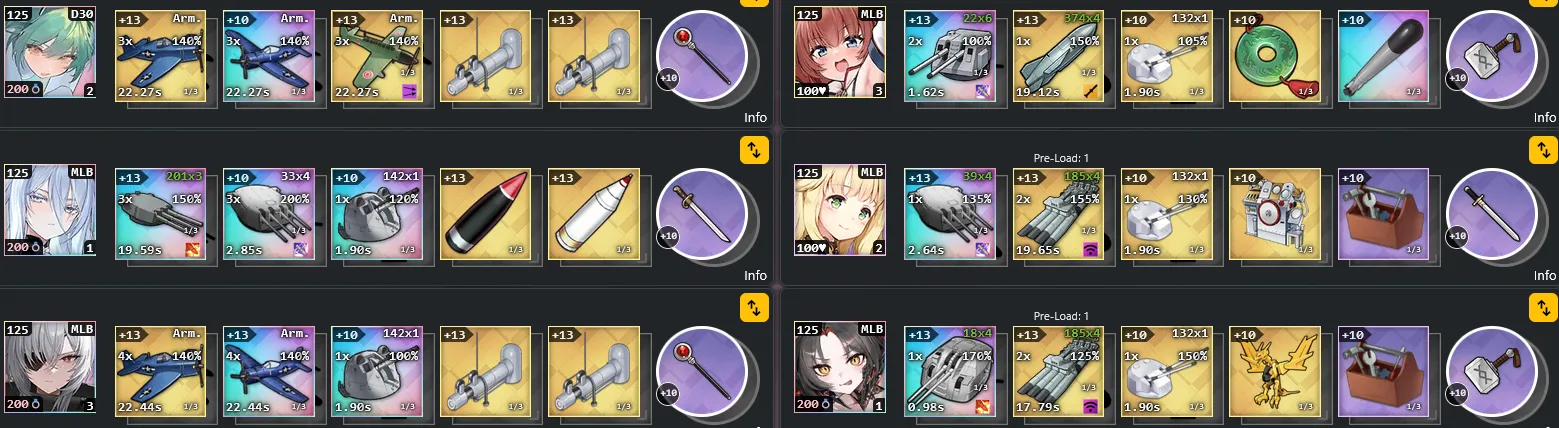 125 D30 200 2 +13 Arm. 3x 140% 22.27s 1/3 +10 Arm. 3x 140% 22.27s 1/3 +13 Arm. 3x 140% 22.27s 1/3 +13 1/3 +13 1/3 +10 Info
125 MLB 100♥ 3 +13 22x6 2x 100% 1.62s 1/3 +13 374x4 1x 150% 19.12s 1/3 +10 132x1 1x 105% 1.90s 1/3 +10 1/3 +10 1/3 +10 Info
125 MLB 200 1 +13 201x3 3x 150% 19.59s 1/3 +10 33x4 3x 200% 2.85s 1/3 +10 142x1 1x 120% 1.90s 1/3 +13 1/3 +13 1/3 +10 Info
Pre-Load: 1
125 MLB 100♥ 2 +13 39x4 1x 135% 2.64s 1/3 +13 185x4 2x 155% 19.65s 1/3 +10 132x1 1x 130% 1.90s 1/3 +10 1/3 +10 1/3 +10 Info
125 MLB 200 3 +13 Arm. 4x 140% 22.44s 1/3 +13 Arm. 4x 140% 22.44s 1/3 +10 142x1 1x 100% 1.90s 1/3 +13 1/3 +13 1/3 +10
Pre-Load: 1
125 MLB 200 1 +13 18x4 1x 170% 0.98s 1/3 +13 185x4 2x 125% 17.79s 1/3 +10 132x1 1x 150% 1.90s 1/3 +10 1/3 +10 1/3 +10